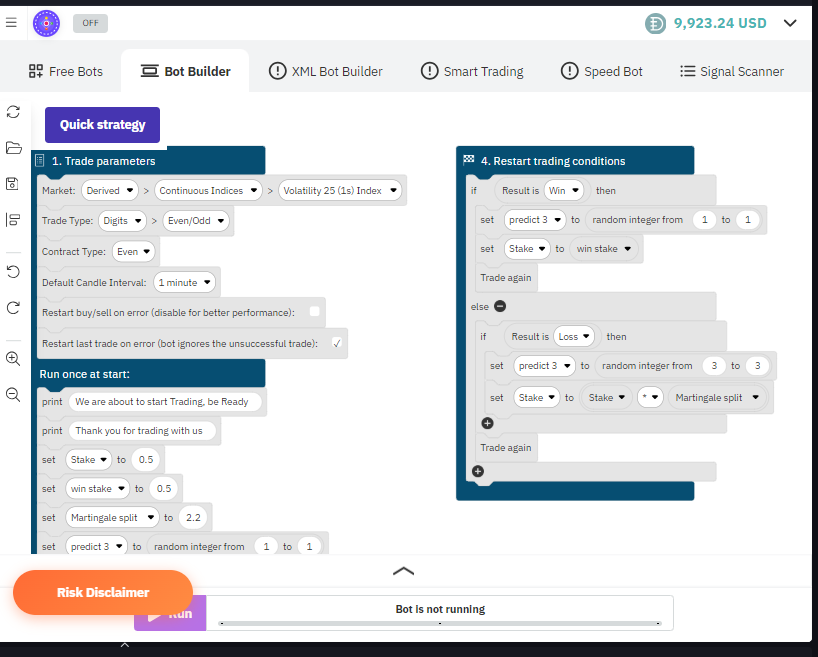 OFF
9,923.24 USD
Free Bots
Bot Builder
XML Bot Builder
Smart Trading
Speed Bot
Signal Scanner
Quick strategy
1. Trade parameters
Market: Derived > Continuous Indices > Volatility 25 (1s) Index
Trade Type: Digits > Even/Odd
Contract Type: Even
Default Candle Interval: 1 minute
Restart buy/sell on error (disable for better performance):
Restart last trade on error (bot ignores the unsuccessful trade): ✓
Run once at start:
print We are about to start Trading, be Ready
print Thank you for trading with us
set Stake to 0.5
set win stake to 0.5
set Martingale split to 2.2
set predict 3 to random integer from 1 to 1
4. Restart trading conditions
if Result is Win then
set predict 3 to random integer from 1 to 1
set Stake to win stake
Trade again
else
if Result is Loss then
set predict 3 to random integer from 3 to 3
set Stake to Stake * Martingale split
Trade again
Risk Disclaimer
Run
Bot is not running